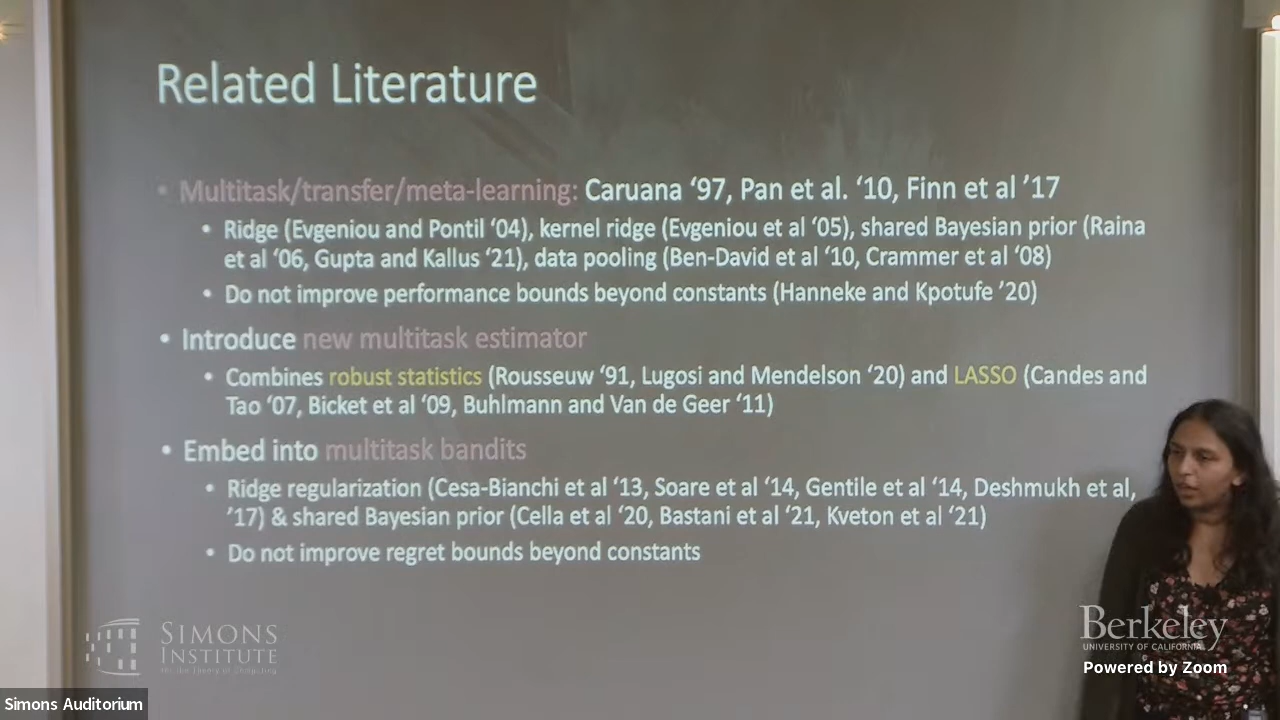 Related Literature
• Multitask/transfer/meta-learning: Caruana ‘97, Pan et al. ‘10, Finn et al ’17
• Ridge (Evgeniou and Pontil ‘04), kernel ridge (Evgeniou et al ‘05), shared Bayesian prior (Raina
et al ‘06, Gupta and Kallus ‘21), data pooling (Ben-David et al ‘10, Crammer et al ‘08)
• Do not improve performance bounds beyond constants (Hanneke and Kpotufe ’20)
• Introduce new multitask estimator
• Combines robust statistics (Rousseuw ‘91, Lugosi and Mendelson ‘20) and LASSO (Candes and
Tao ‘07, Bicket et al ‘09, Buhlmann and Van de Geer ‘11)
• Embed into multitask bandits
• Ridge regularization (Cesa-Bianchi et al ‘13, Soare et al ‘14, Gentile et al ‘14, Deshmukh et al,
‘17) & shared Bayesian prior (Cella et al ‘20, Bastani et al ‘21, Kveton et al ‘21)
• Do not improve regret bounds beyond constants
SIMONS
INSTITUTE
for the Theory of Computing
Berkeley
UNIVERSITY OF CALIFORNIA
Powered by Zoom
Simons Auditorium